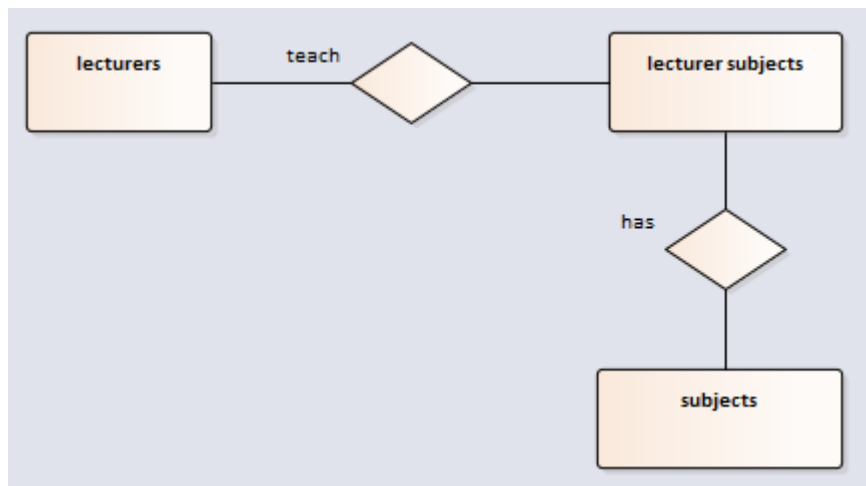 lecturers
teach
lecturer subjects
has
subjects